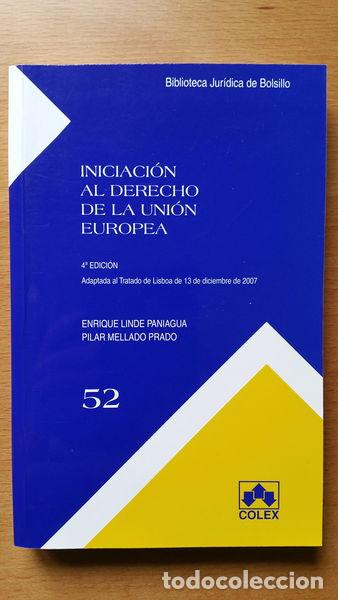 Biblioteca Jurídica de Bolsillo
INICIACIÓN
AL DERECHO
DE LA UNIÓN
EUROPEA
4ª EDICIÓN
Adaptada al Tratado de Lisboa de 13 de diciembre de 2007
ENRIQUE LINDE PANIAGUA
PILAR MELLADO PRADO
52
COLEX
todocoleccion